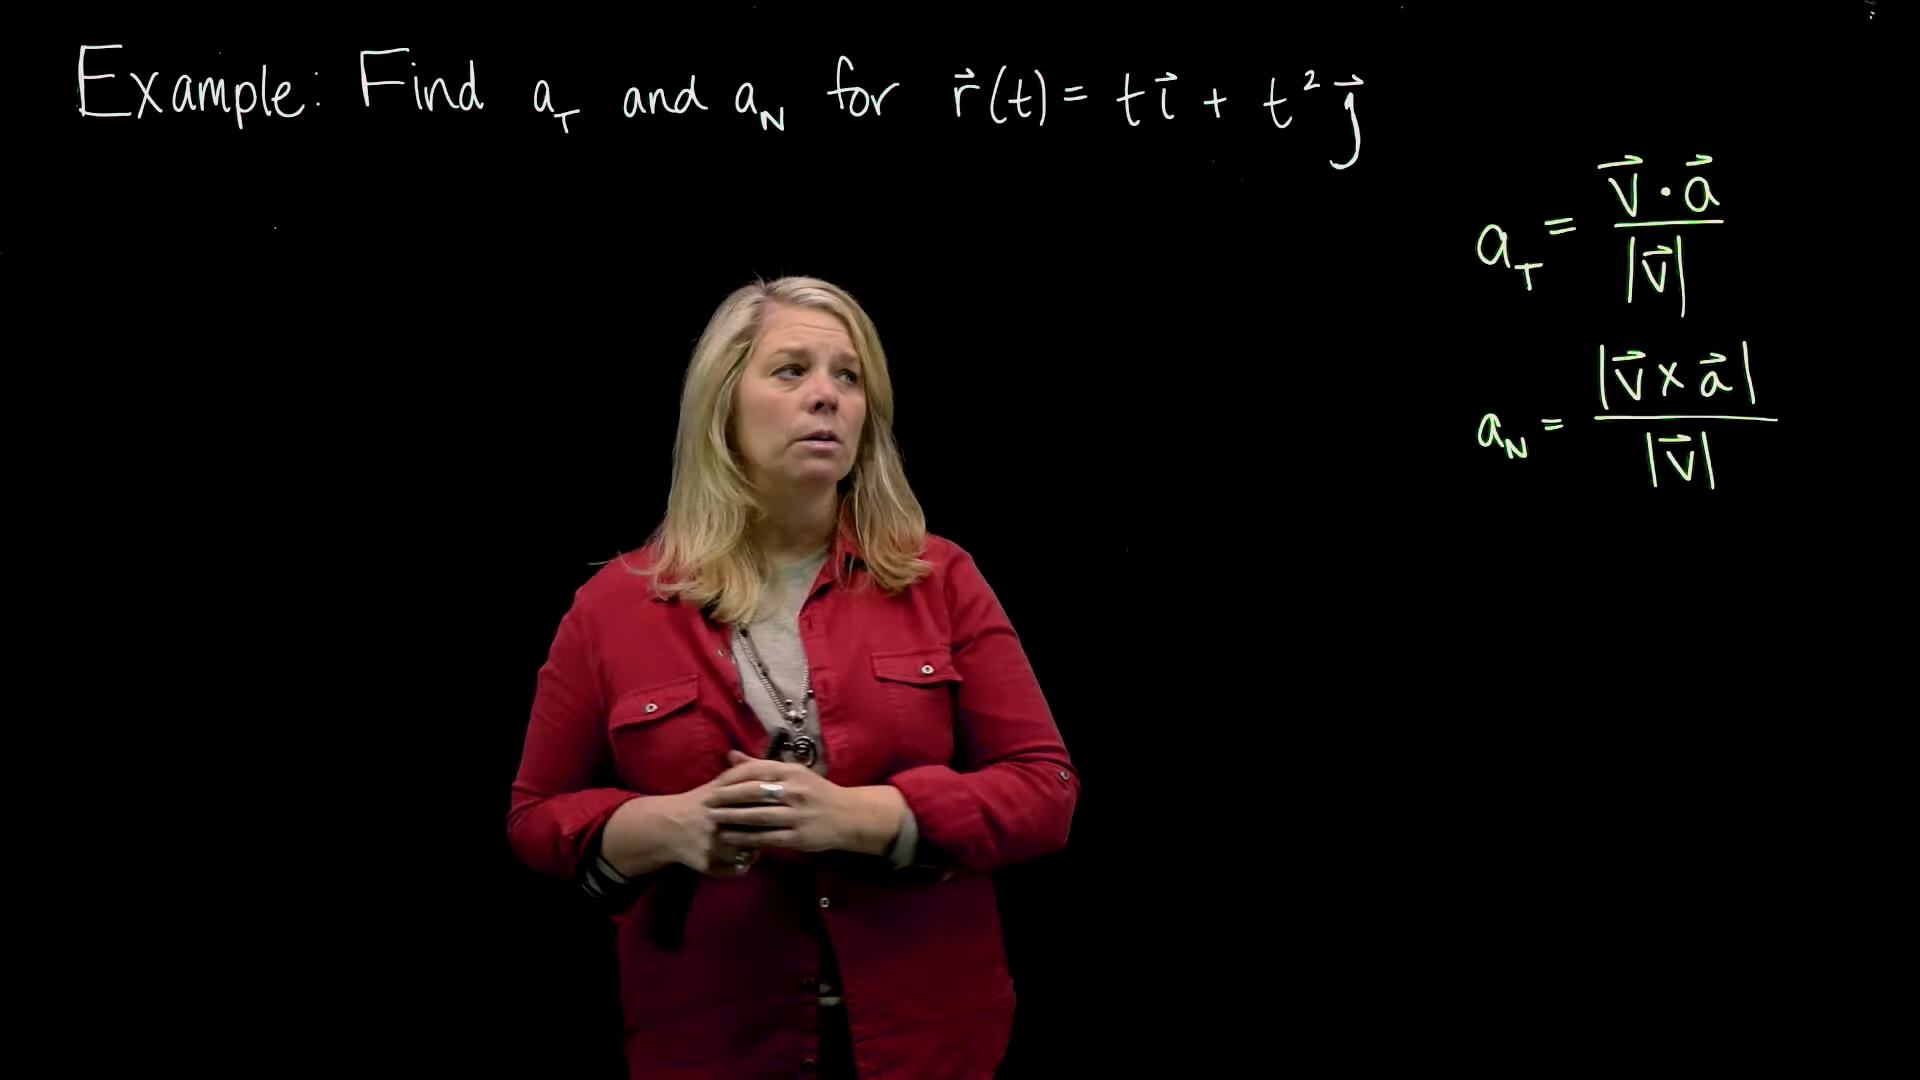 Example: Find a_T and a_N for r⃗(t) = t i⃗ + t² j⃗
a_T = v⃗ · a⃗ / |v⃗|
a_N = |v⃗ × a⃗| / |v⃗|